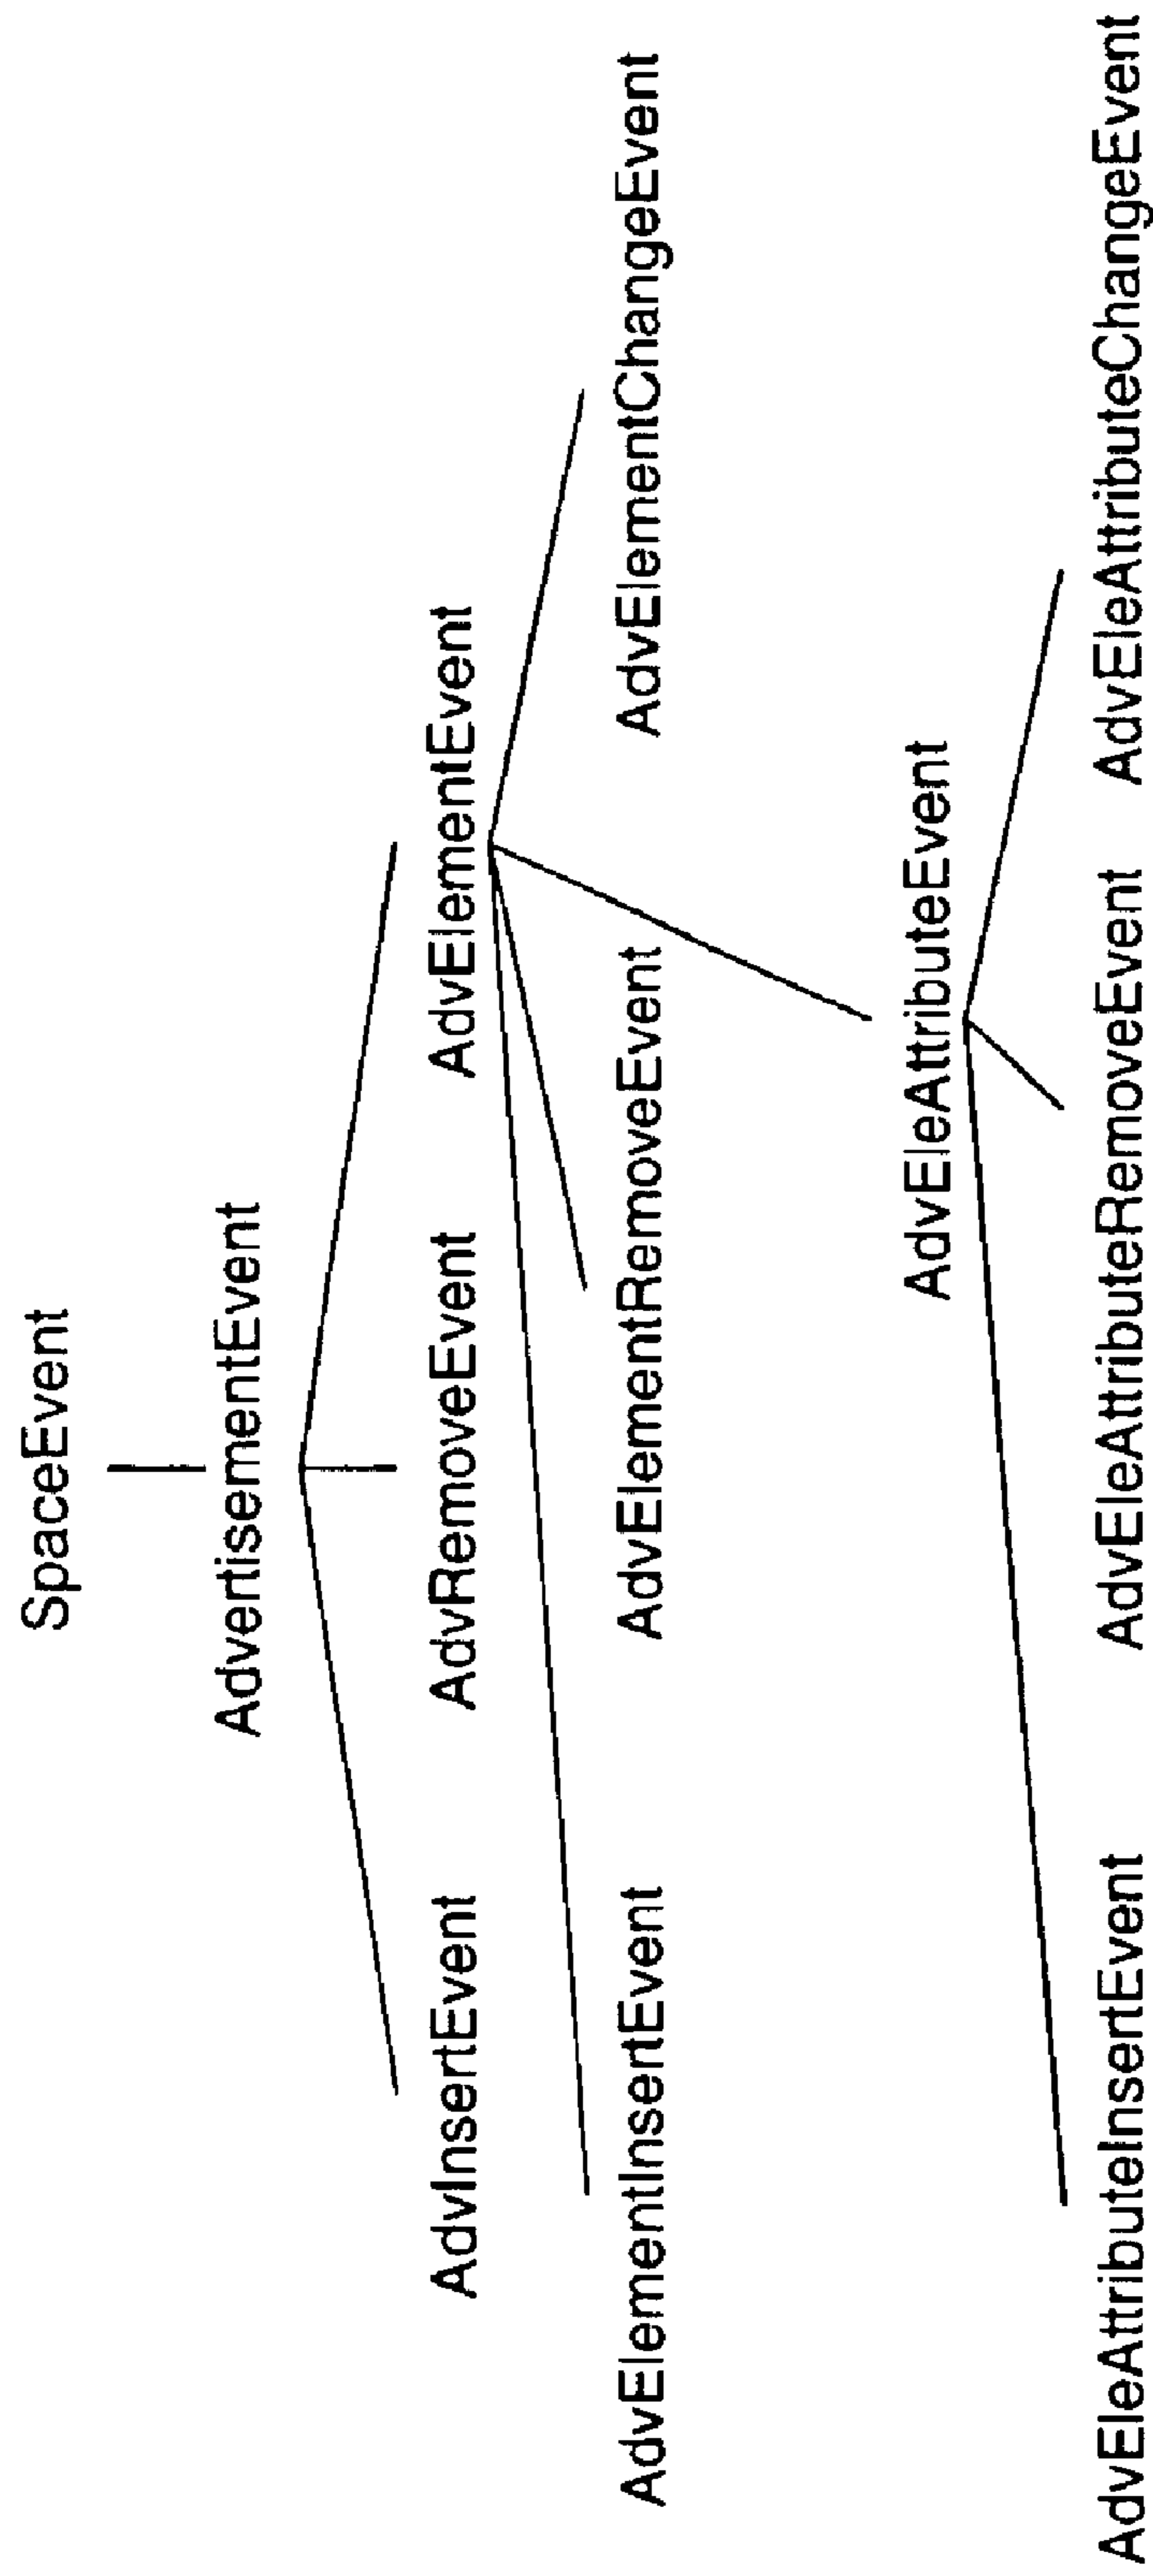 SpaceEvent
AdvertisementEvent
AdvInsertEvent AdvRemoveEvent AdvElementEvent
AdvElementInsertEvent AdvElementRemoveEvent AdvElementChangeEvent
AdvEleAttributeEvent
AdvEleAttributeInsertEvent AdvEleAttributeRemoveEvent AdvEleAttributeChangeEvent